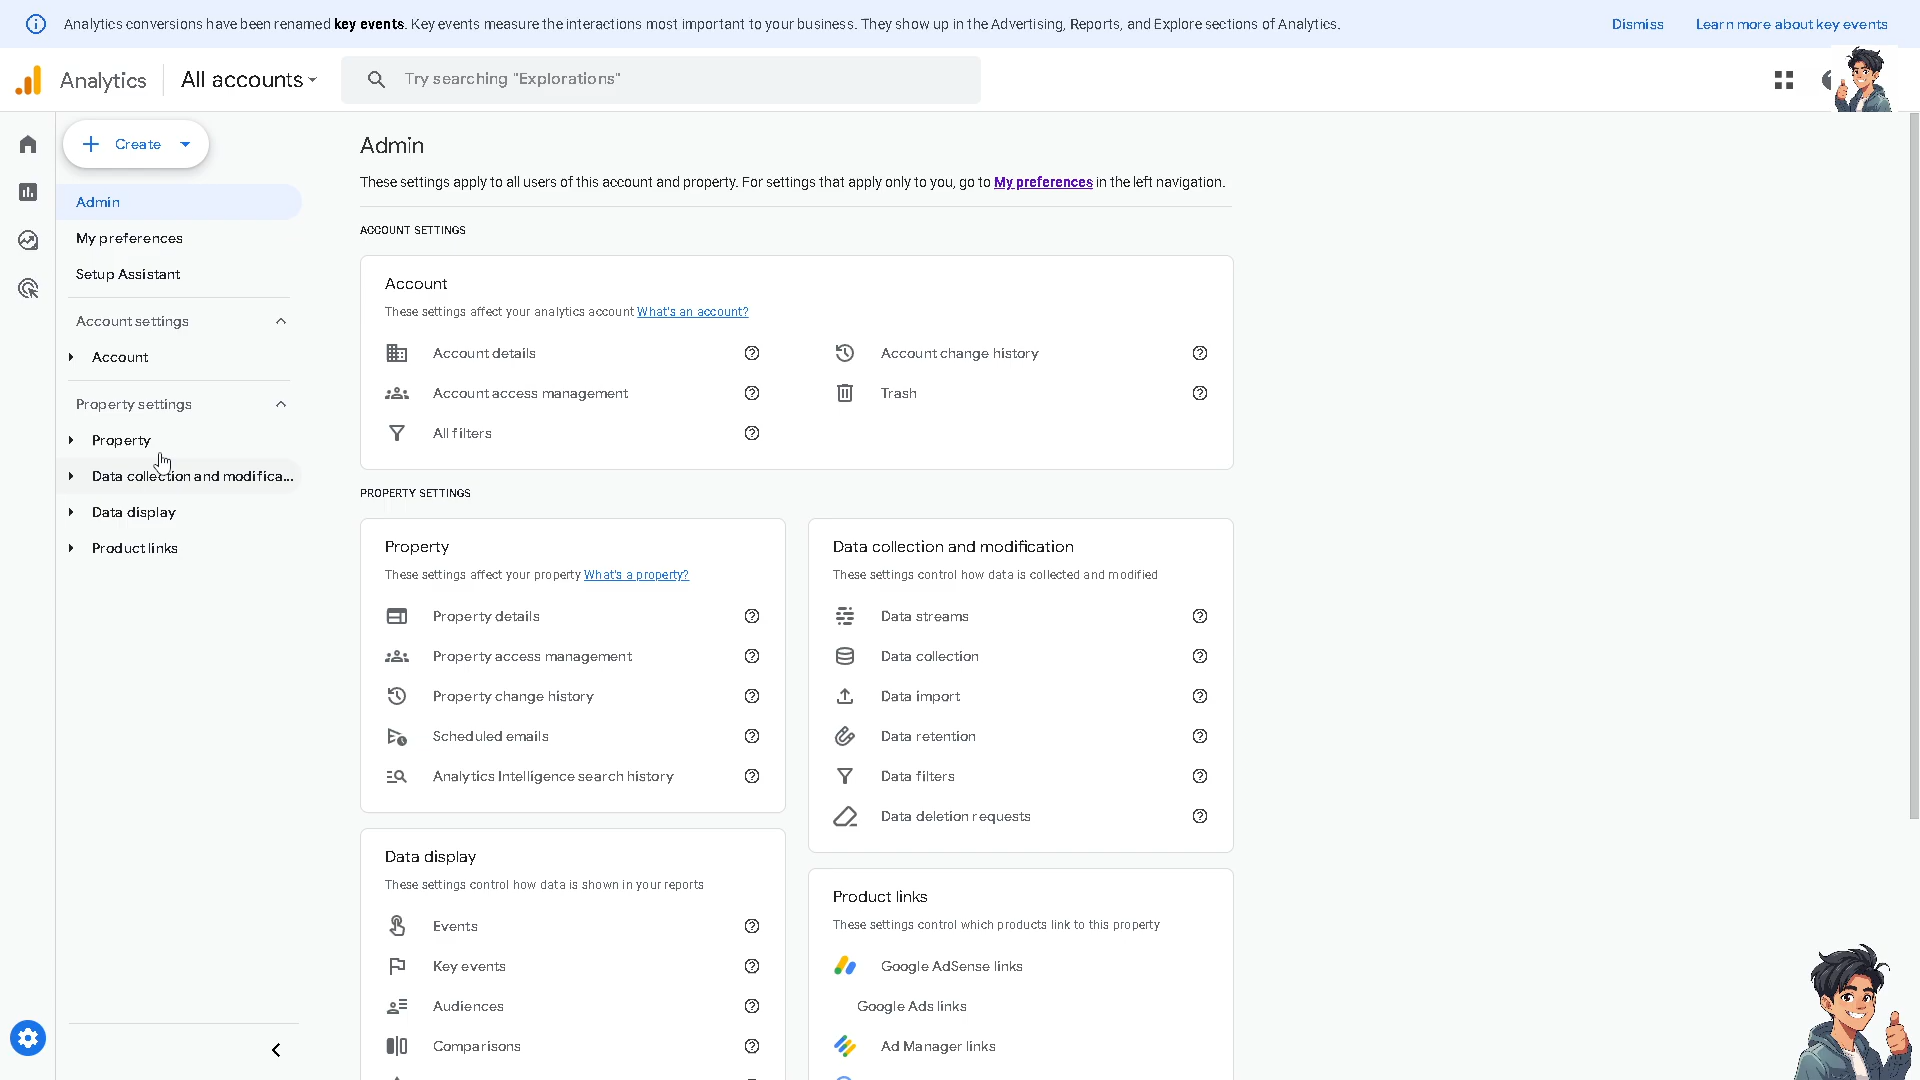 Analytics conversions have been renamed key events. Key events measure the interactions most important to your business. They show up in the Advertising, Reports, and Explore sections of Analytics.
Dismiss
Learn more about key events
Analytics
All accounts
Try searching "Explorations"
Create
Admin
My preferences
Setup Assistant
Account settings
Account
Property settings
Property
Data collection and modifica...
Data display
Product links
Admin
These settings apply to all users of this account and property. For settings that apply only to you, go to My preferences in the left navigation.
ACCOUNT SETTINGS
Account
These settings affect your analytics account What's an account?
Account details
Account change history
Account access management
Trash
All filters
PROPERTY SETTINGS
Property
These settings affect your property What's a property?
Property details
Property access management
Property change history
Scheduled emails
Analytics Intelligence search history
Data collection and modification
These settings control how data is collected and modified
Data streams
Data collection
Data import
Data retention
Data filters
Data deletion requests
Data display
These settings control how data is shown in your reports
Events
Key events
Audiences
Comparisons
Product links
These settings control which products link to this property
Google AdSense links
Google Ads links
Ad Manager links